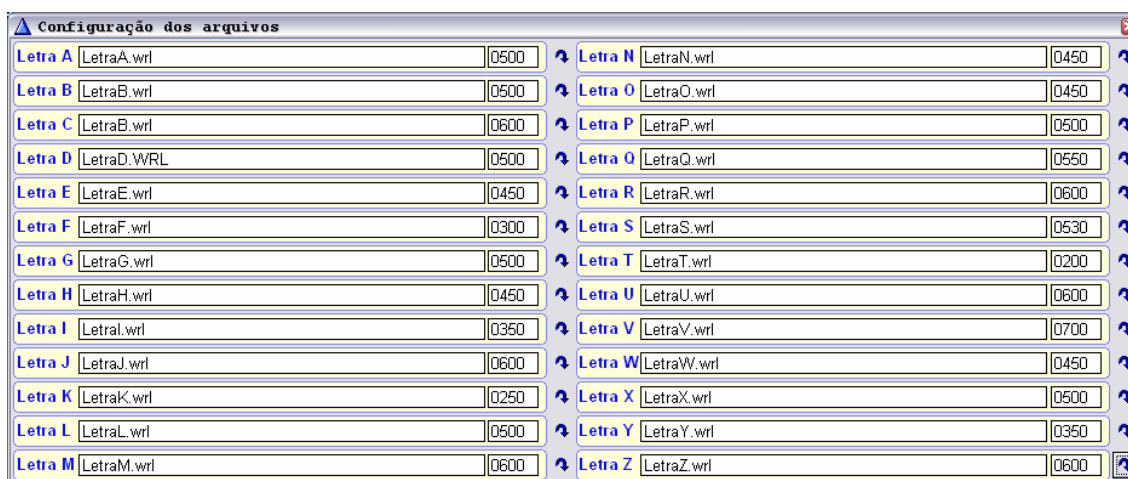 Configuração dos arquivos
Letra A LetraA.wrl 0500 Letra N LetraN.wrl 0450
Letra B LetraB.wrl 0500 Letra O LetraO.wrl 0450
Letra C LetraB.wrl 0600 Letra P LetraP.wrl 0500
Letra D LetraD.WRL 0500 Letra Q LetraQ.wrl 0550
Letra E LetraE.wrl 0450 Letra R LetraR.wrl 0600
Letra F LetraF.wrl 0300 Letra S LetraS.wrl 0530
Letra G LetraG.wrl 0500 Letra T LetraT.wrl 0200
Letra H LetraH.wrl 0450 Letra U LetraU.wrl 0600
Letra I LetraI.wrl 0350 Letra V LetraV.wrl 0700
Letra J LetraJ.wrl 0600 Letra W LetraW.wrl 0450
Letra K LetraK.wrl 0250 Letra X LetraX.wrl 0500
Letra L LetraL.wrl 0500 Letra Y LetraY.wrl 0350
Letra M LetraM.wrl 0600 Letra Z LetraZ.wrl 0600